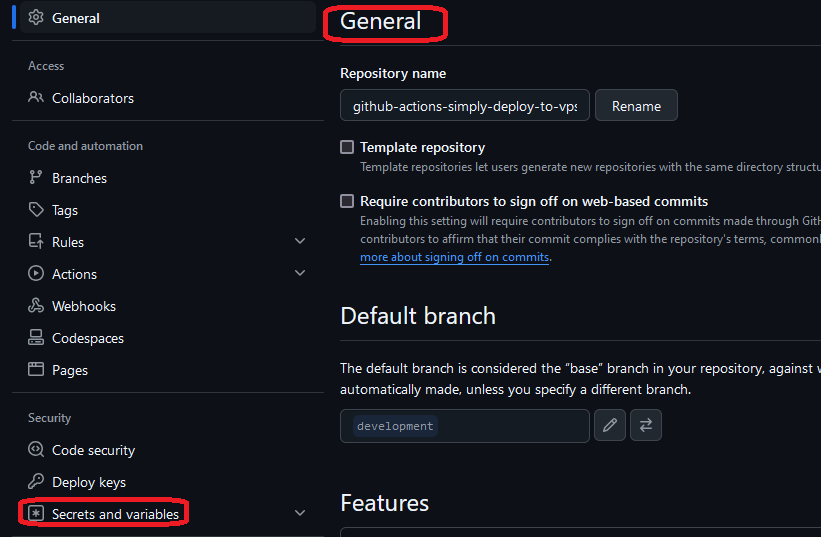 General
Access
Collaborators
Code and automation
Branches
Tags
Rules
Actions
Webhooks
Codespaces
Pages
Security
Code security
Deploy keys
Secrets and variables
General
Repository name
github-actions-simply-deploy-to-vps
Rename
Template repository
Template repositories let users generate new repositories with the same directory
Require contributors to sign off on web-based commits
Enabling this setting will require contributors to sign off on commits made through
contributors to affirm that their commit complies with the repository's terms,
more about signing off on commits.
Default branch
The default branch is considered the “base” branch in your repository, against
automatically made, unless you specify a different branch.
development
Features